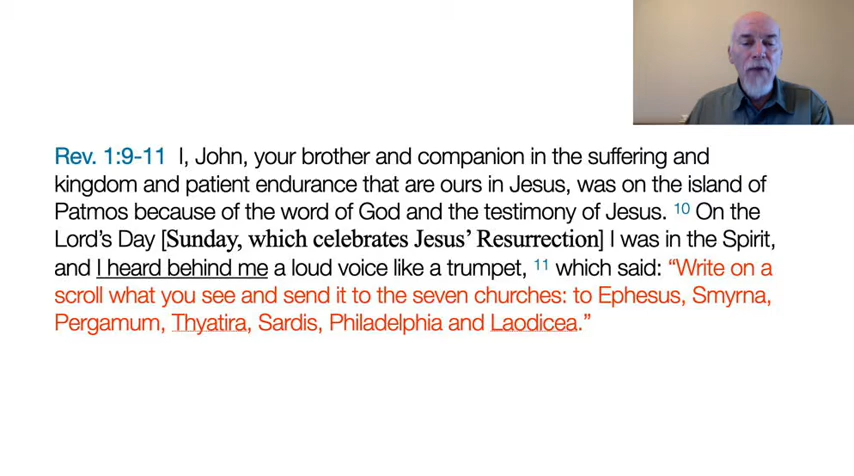 Rev. 1:9-11 I, John, your brother and companion in the suffering and
kingdom and patient endurance that are ours in Jesus, was on the island of
Patmos because of the word of God and the testimony of Jesus. 10 On the
Lord's Day [Sunday, which celebrates Jesus' Resurrection] I was in the Spirit,
and I heard behind me a loud voice like a trumpet, 11 which said: “Write on a
scroll what you see and send it to the seven churches: to Ephesus, Smyrna,
Pergamum, Thyatira, Sardis, Philadelphia and Laodicea.”